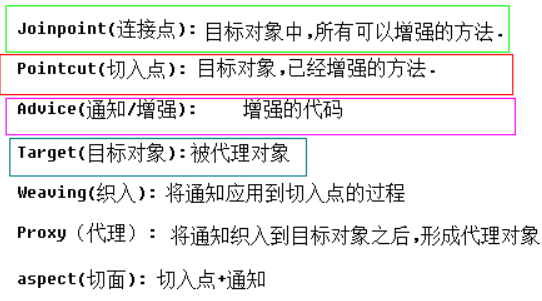 Joinpoint(连接点): 目标对象中,所有可以增强的方法.
Pointcut(切入点): 目标对象,已经增强的方法.
Advice(通知/增强): 增强的代码
Target(目标对象):被代理对象
Weaving(织入): 将通知应用到切入点的过程
Proxy（代理）: 将通知织入到目标对象之后,形成代理对象
aspect(切面): 切入点+通知